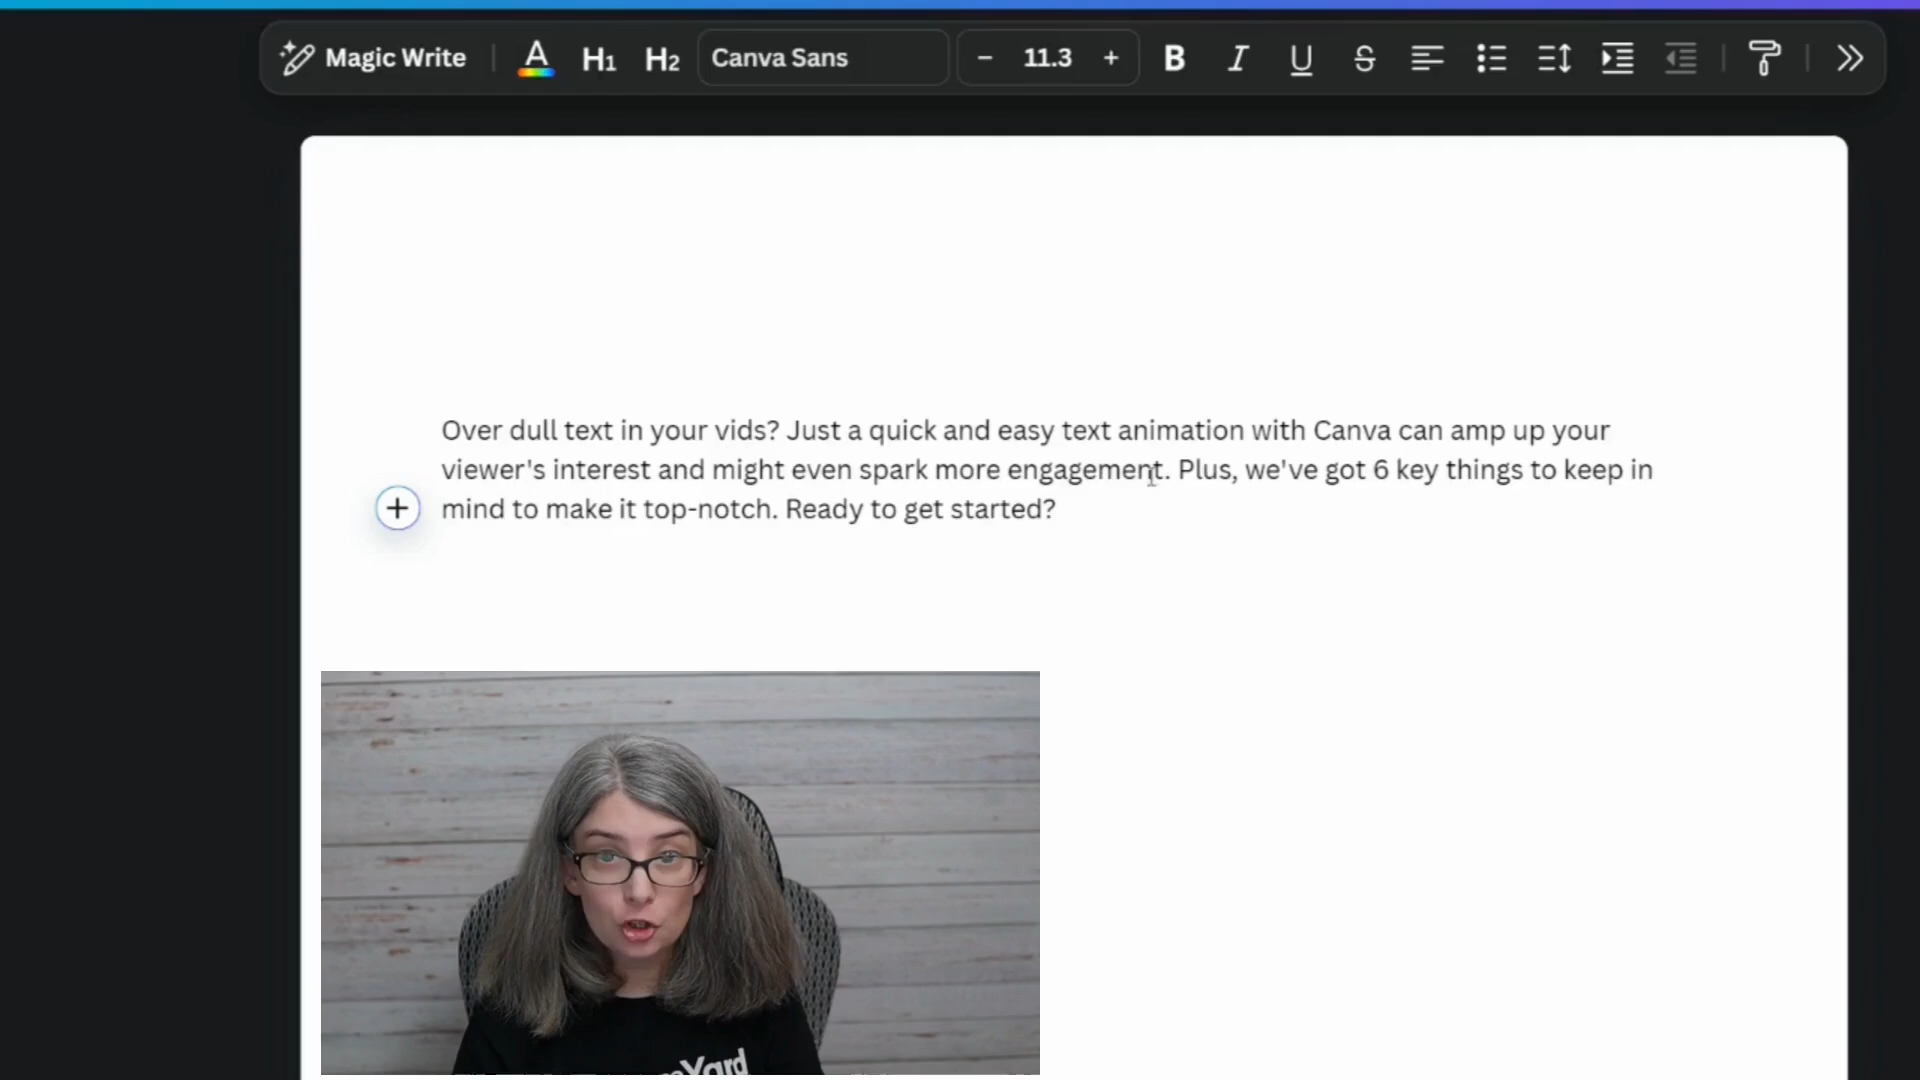 Magic Write A H1 H2 Canva Sans − 11.3 + B I U S
Over dull text in your vids? Just a quick and easy text animation with Canva can amp up your
viewer's interest and might even spark more engagement. Plus, we've got 6 key things to keep in
mind to make it top-notch. Ready to get started?